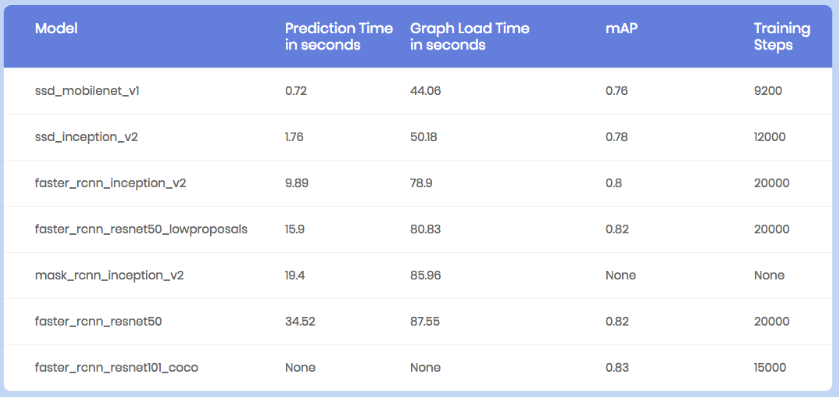 Model Prediction Time in seconds Graph Load Time in seconds mAP Training Steps
ssd_mobilenet_v1 0.72 44.06 0.76 9200
ssd_inception_v2 1.76 50.18 0.78 12000
faster_rcnn_inception_v2 9.89 78.9 0.8 20000
faster_rcnn_resnet50_lowproposals 15.9 80.83 0.82 20000
mask_rcnn_inception_v2 19.4 85.96 None None
faster_rcnn_resnet50 34.52 87.55 0.82 20000
faster_rcnn_resnet101_coco None None 0.83 15000